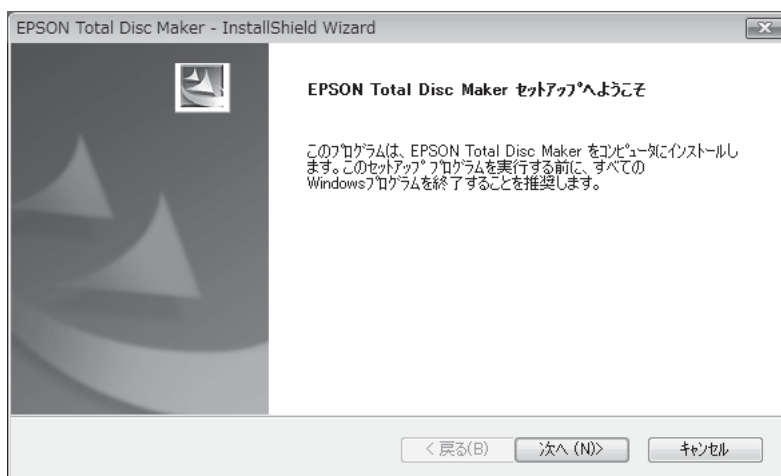 EPSON Total Disc Maker - InstallShield Wizard
EPSON Total Disc Maker ｾｯﾄｱｯﾌﾟへようこそ
このﾌﾟﾛｸﾞﾗﾑは、EPSON Total Disc Maker をｺﾝﾋﾟｭｰﾀにｲﾝｽﾄｰﾙし
ます。このｾｯﾄｱｯﾌﾟ ﾌﾟﾛｸﾞﾗﾑを実行する前に、すべての
Windowsﾌﾟﾛｸﾞﾗﾑを終了することを推奨します。
< 戻る(B)
次へ (N)>
ｷｬﾝｾﾙ